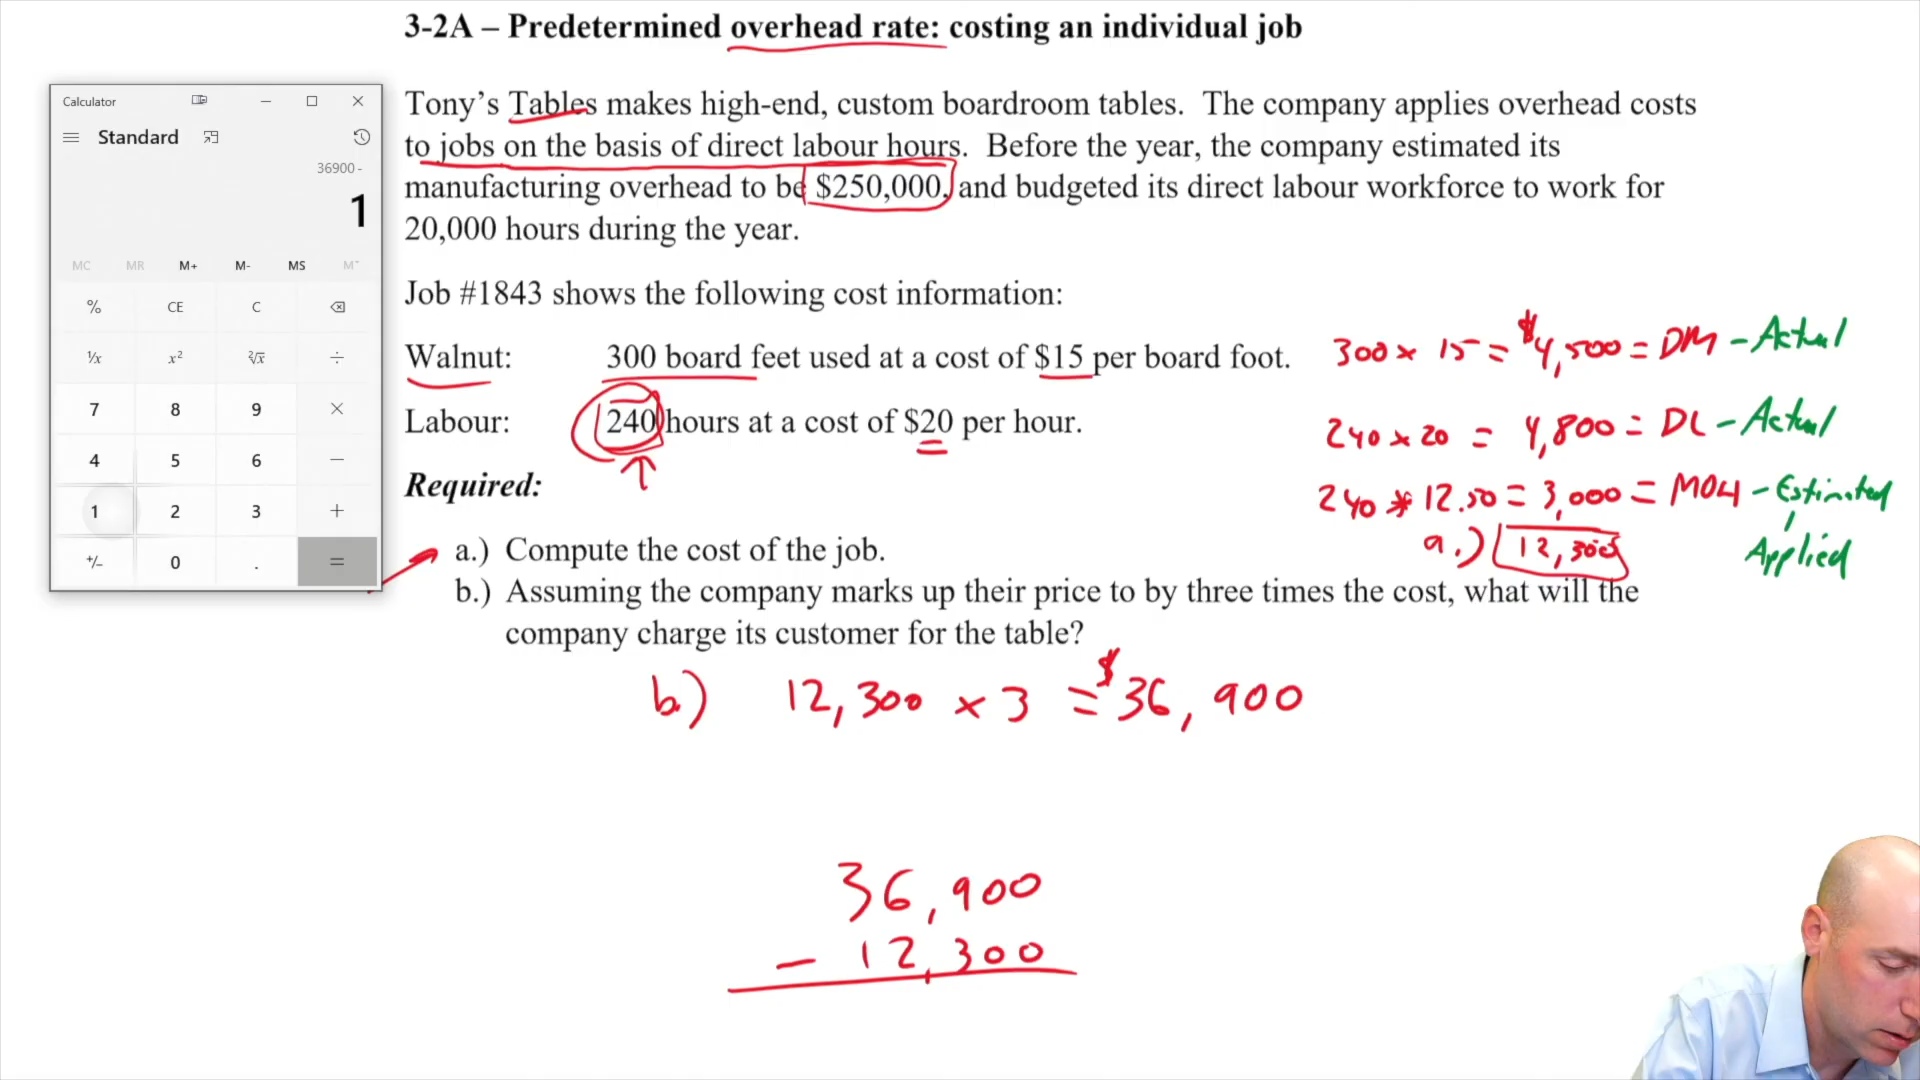 3-2A – Predetermined overhead rate: costing an individual job
Calculator
Standard
36900 -
1
MC MR M+ M- MS M˅
% CE C
¹/x x² ²√x ÷
7 8 9 ×
4 5 6 −
1 2 3 +
+/− 0 . =
Tony's Tables makes high-end, custom boardroom tables. The company applies overhead costs
to jobs on the basis of direct labour hours. Before the year, the company estimated its
manufacturing overhead to be $250,000, and budgeted its direct labour workforce to work for
20,000 hours during the year.
Job #1843 shows the following cost information:
Walnut: 300 board feet used at a cost of $15 per board foot.
300 × 15 = $4,500 = DM - Actual
Labour: 240 hours at a cost of $20 per hour.
240 × 20 = 4,800 = DL - Actual
Required:
240 * 12.50 = 3,000 = MOH - Estimated
Applied
a.) 12,300
a.) Compute the cost of the job.
b.) Assuming the company marks up their price to by three times the cost, what will the
company charge its customer for the table?
b.) 12,300 × 3 = $36,900
36,900
- 12,300